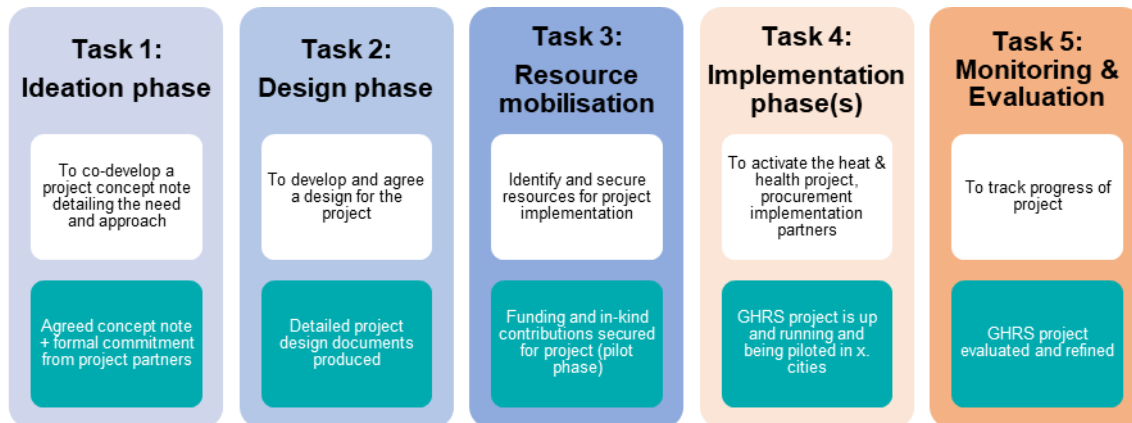 Task 1:
Ideation phase
To co-develop a
project concept note
detailing the need
and approach
Agreed concept note
+ formal commitment
from project partners
Task 2:
Design phase
To develop and agree
a design for the
project
Detailed project
design documents
produced
Task 3:
Resource
mobilisation
Identify and secure
resources for project
implementation
Funding and in-kind
contributions secured
for project (pilot
phase)
Task 4:
Implementation
phase(s)
To activate the heat &
health project,
procurement
implementation
partners
GHRS project is up
and running and
being piloted in x.
cities
Task 5:
Monitoring &
Evaluation
To track progress of
project
GHRS project
evaluated and refined